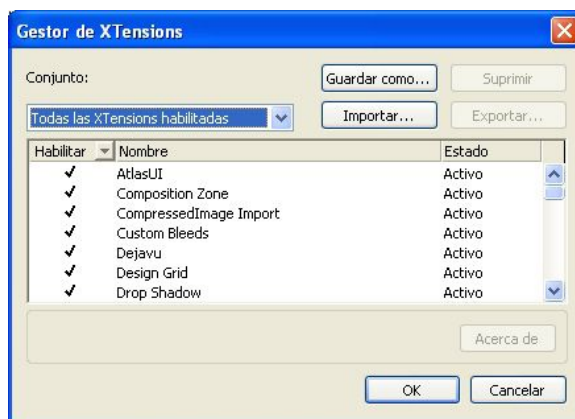 Gestor de XTensions
Conjunto:
Guardar como...
Suprimir
Todas las XTensions habilitadas
Importar...
Exportar...
Habilitar Nombre Estado
AtlasUI Activo
Composition Zone Activo
CompressedImage Import Activo
Custom Bleeds Activo
Dejavu Activo
Design Grid Activo
Drop Shadow Activo
Acerca de
OK
Cancelar